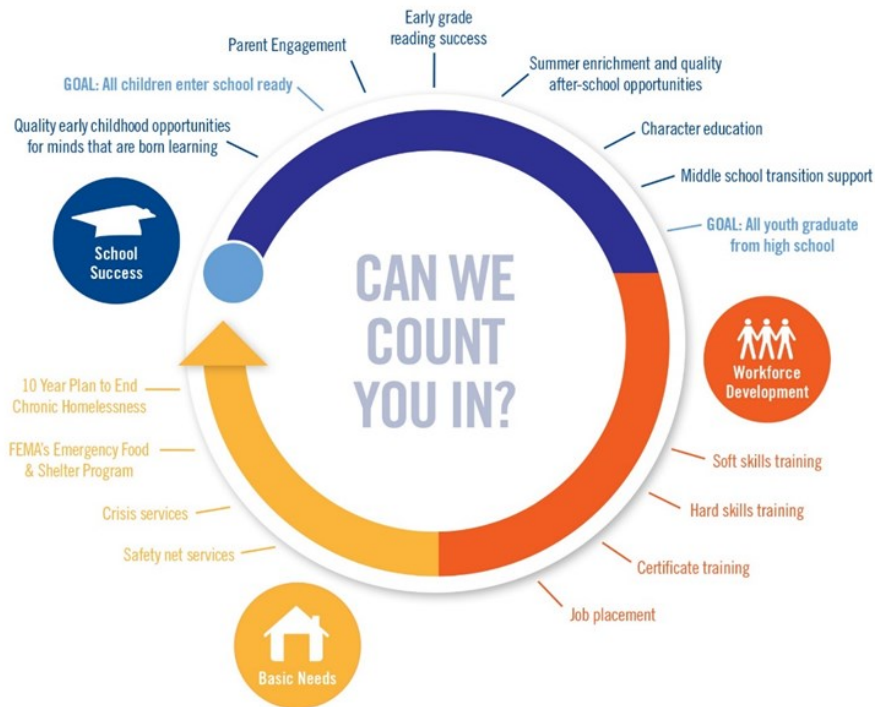 Early grade
reading success
Parent Engagement
Summer enrichment and quality
after-school opportunities
GOAL: All children enter school ready
Quality early childhood opportunities
for minds that are born learning
Character education
Middle school transition support
GOAL: All youth graduate
from high school
School
Success
CAN WE
COUNT
YOU IN?
Workforce
Development
10 Year Plan to End
Chronic Homelessness
FEMA's Emergency Food
& Shelter Program
Crisis services
Safety net services
Soft skills training
Hard skills training
Certificate training
Job placement
Basic Needs